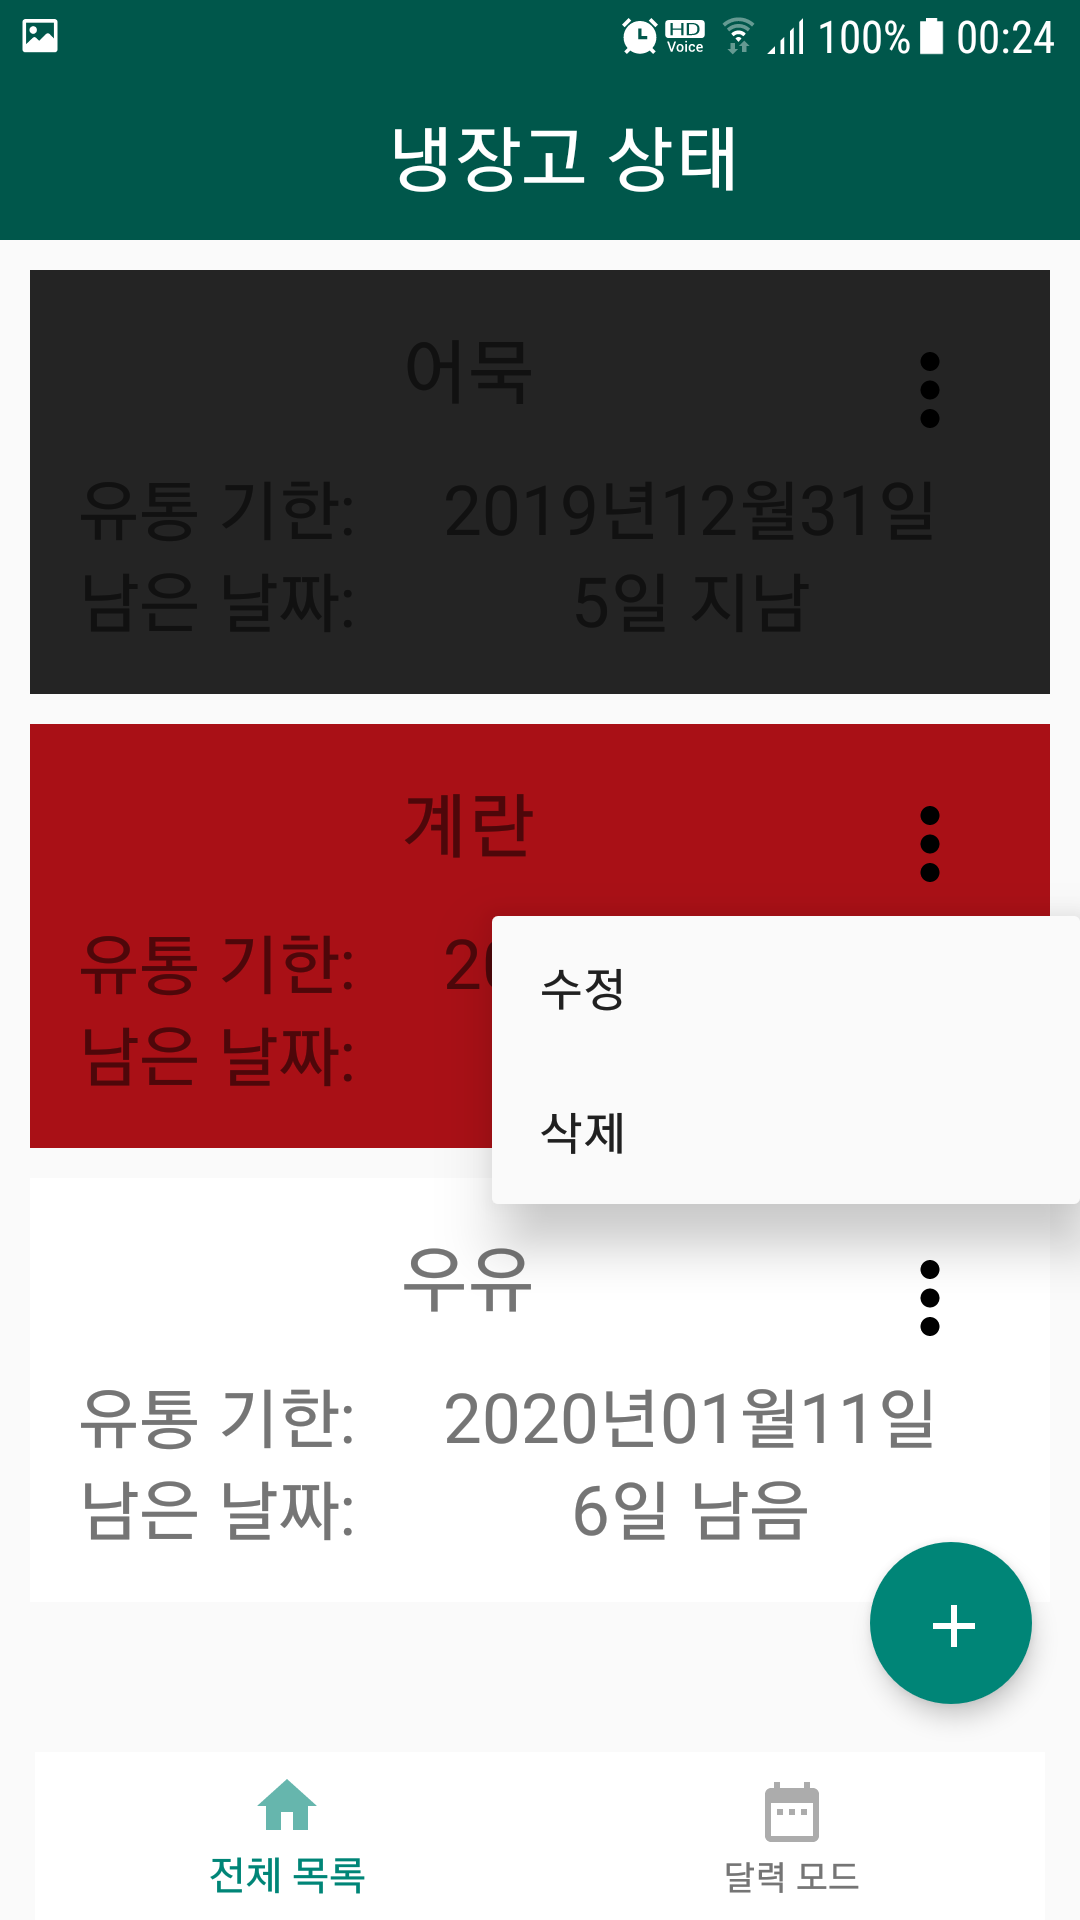 HD Voice 100% 00:24
냉장고 상태
어묵
유통 기한: 2019년12월31일
남은 날짜: 5일 지남
계란
유통 기한: 20
남은 날짜:
수정
삭제
우유
유통 기한: 2020년01월11일
남은 날짜: 6일 남음
전체 목록 달력 모드